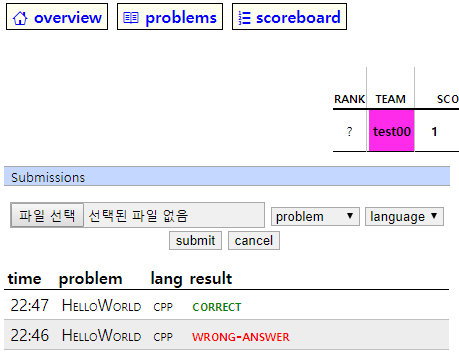 overview problems scoreboard
RANK TEAM SCO
? test00 1
Submissions
파일 선택 선택된 파일 없음 problem language
submit cancel
time problem lang result
22:47 HELLOWORLD CPP CORRECT
22:46 HELLOWORLD CPP WRONG-ANSWER